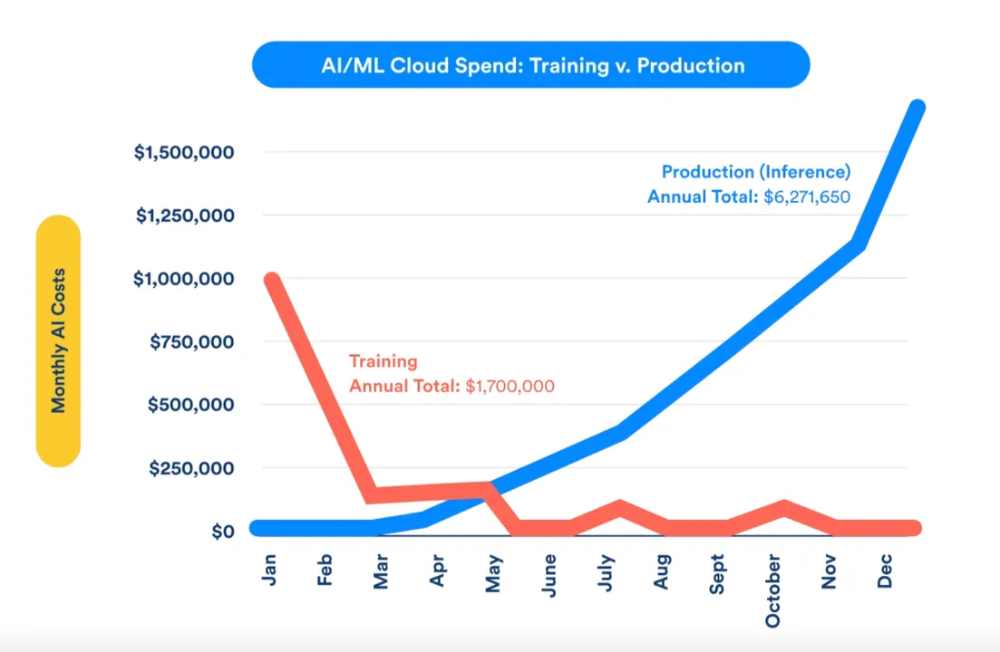 AI/ML Cloud Spend: Training v. Production
$1,500,000
Production (Inference)
Annual Total: $6,271,650
$1,250,000
$1,000,000
Monthly AI Costs
$750,000
Training
Annual Total: $1,700,000
$500,000
$250,000
$0
Jan
Feb
Mar
Apr
May
June
July
Aug
Sept
October
Nov
Dec